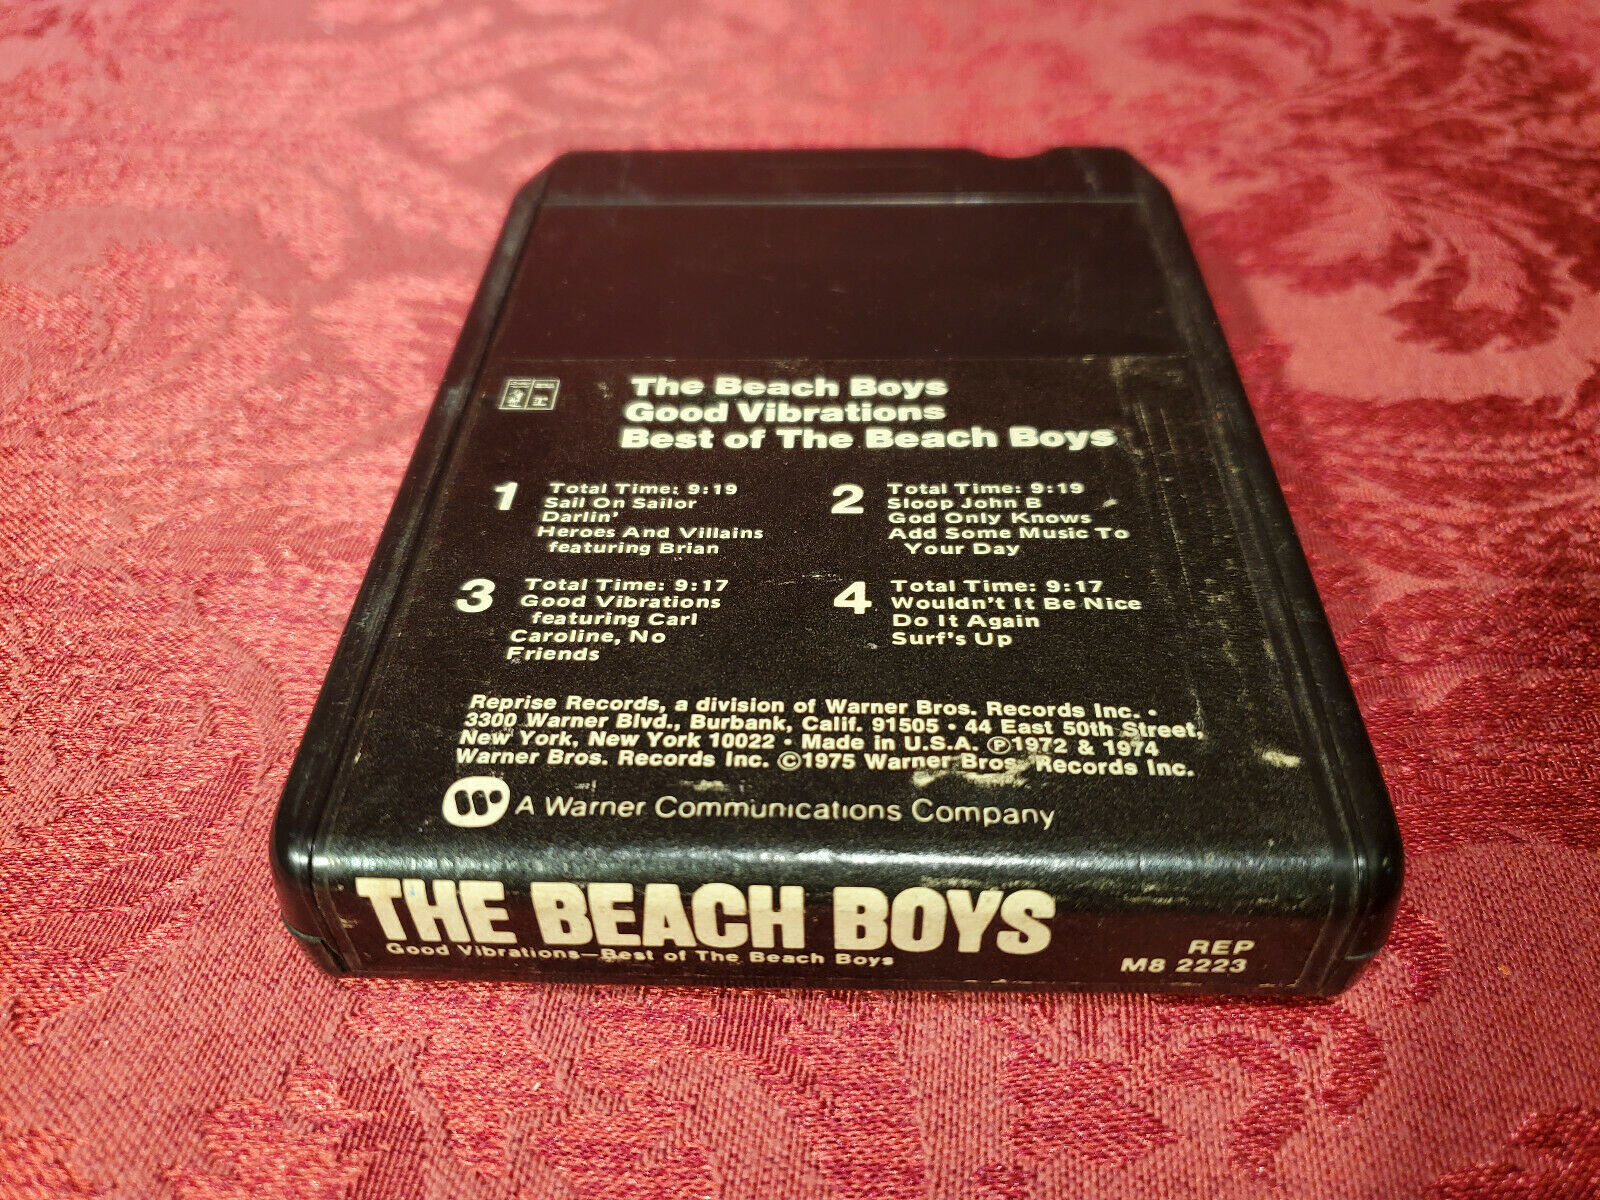 The Beach Boys
Good Vibrations
Best of The Beach Boys
1 Total Time: 9:19
Sail On Sailor
Darlin'
Heroes And Villains
featuring Brian
2 Total Time: 9:19
Sloop John B
God Only Knows
Add Some Music To
Your Day
3 Total Time: 9:17
Good Vibrations
featuring Carl
Caroline, No
Friends
4 Total Time: 9:17
Wouldn't It Be Nice
Do It Again
Surf's Up
Reprise Records, a division of Warner Bros. Records Inc. •
3300 Warner Blvd., Burbank, Calif. 91505 • 44 East 50th Street,
New York, New York 10022 • Made in U.S.A. ℗1972 & 1974
Warner Bros. Records Inc. ©1975 Warner Bros. Records Inc.
A Warner Communications Company
THE BEACH BOYS
Good Vibrations—Best of The Beach Boys
REP
M8 2223